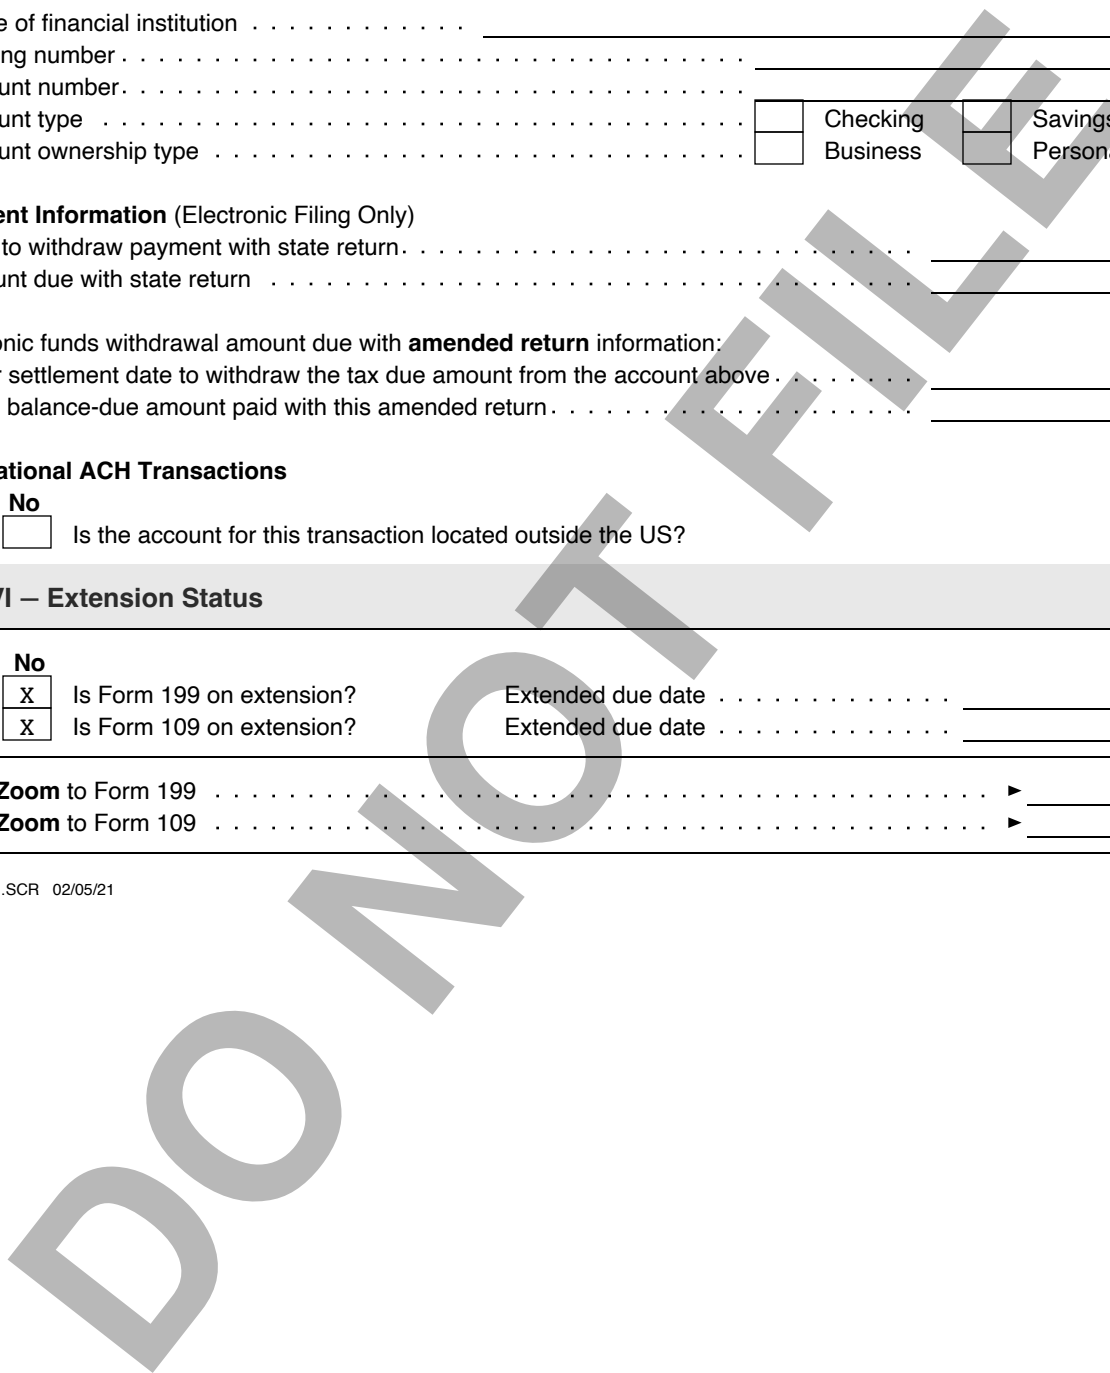 e of financial institution . . . . . . . . . . . .
ing number . . . . . . . . . . . . . . . . . . . . . . . . . . . . . . . . . . .
unt number . . . . . . . . . . . . . . . . . . . . . . . . . . . . . . . . . . .
unt type . . . . . . . . . . . . . . . . . . . . . . . . . . . . . . . . . . . Checking Savings
unt ownership type . . . . . . . . . . . . . . . . . . . . . . . . . . . . . Business Persona
ent Information (Electronic Filing Only)
to withdraw payment with state return . . . . . . . . . . . . . . . . . . . . . . . . . . . .
unt due with state return . . . . . . . . . . . . . . . . . . . . . . . . . . . . . . . . . . .
onic funds withdrawal amount due with amended return information:
r settlement date to withdraw the tax due amount from the account above . . . . . . . .
balance-due amount paid with this amended return . . . . . . . . . . . . . . . . . . . .
ational ACH Transactions
No
Is the account for this transaction located outside the US?
VI – Extension Status
No
X Is Form 199 on extension? Extended due date . . . . . . . . . . . . .
X Is Form 109 on extension? Extended due date . . . . . . . . . . . . .
Zoom to Form 199 . . . . . . . . . . . . . . . . . . . . . . . . . . . . . . . . . . . . . . . . . . ►
Zoom to Form 109 . . . . . . . . . . . . . . . . . . . . . . . . . . . . . . . . . . . . . . . . . . ►
.SCR 02/05/21
DO NOT FILE